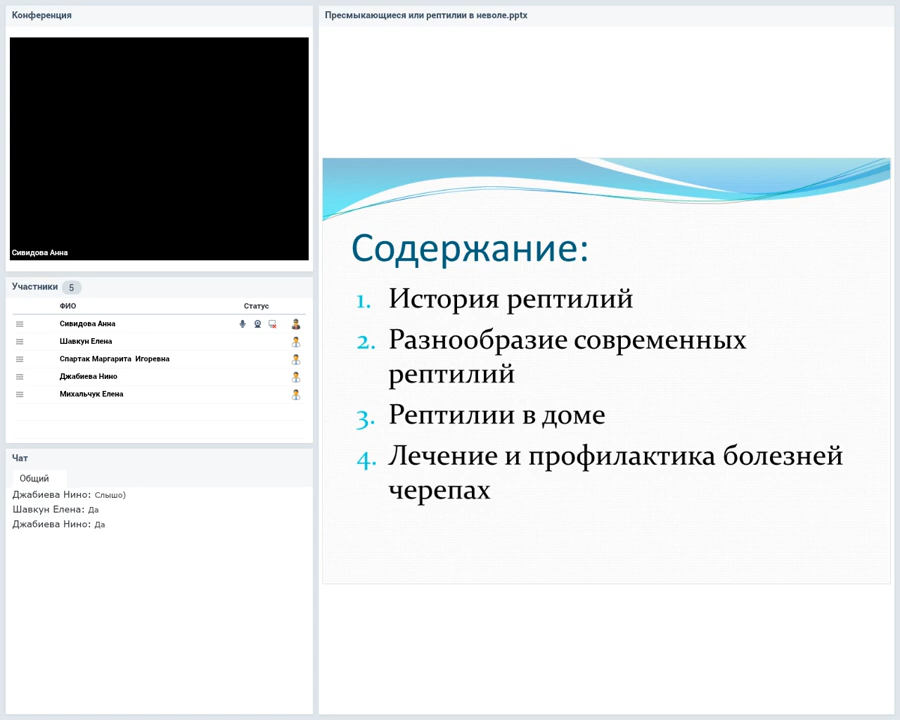 Конференция
Сивидова Анна
Участники 5
ФИО Статус
Сивидова Анна
Шавкун Елена
Спартак Маргарита Игоревна
Джабиева Нино
Михальчук Елена
Чат
Общий
Джабиева Нино: Слышо)
Шавкун Елена: Да
Джабиева Нино: Да
Пресмыкающиеся или рептилии в неволе.pptx
Содержание:
1. История рептилий
2. Разнообразие современных
рептилий
3. Рептилии в доме
4. Лечение и профилактика болезней
черепах